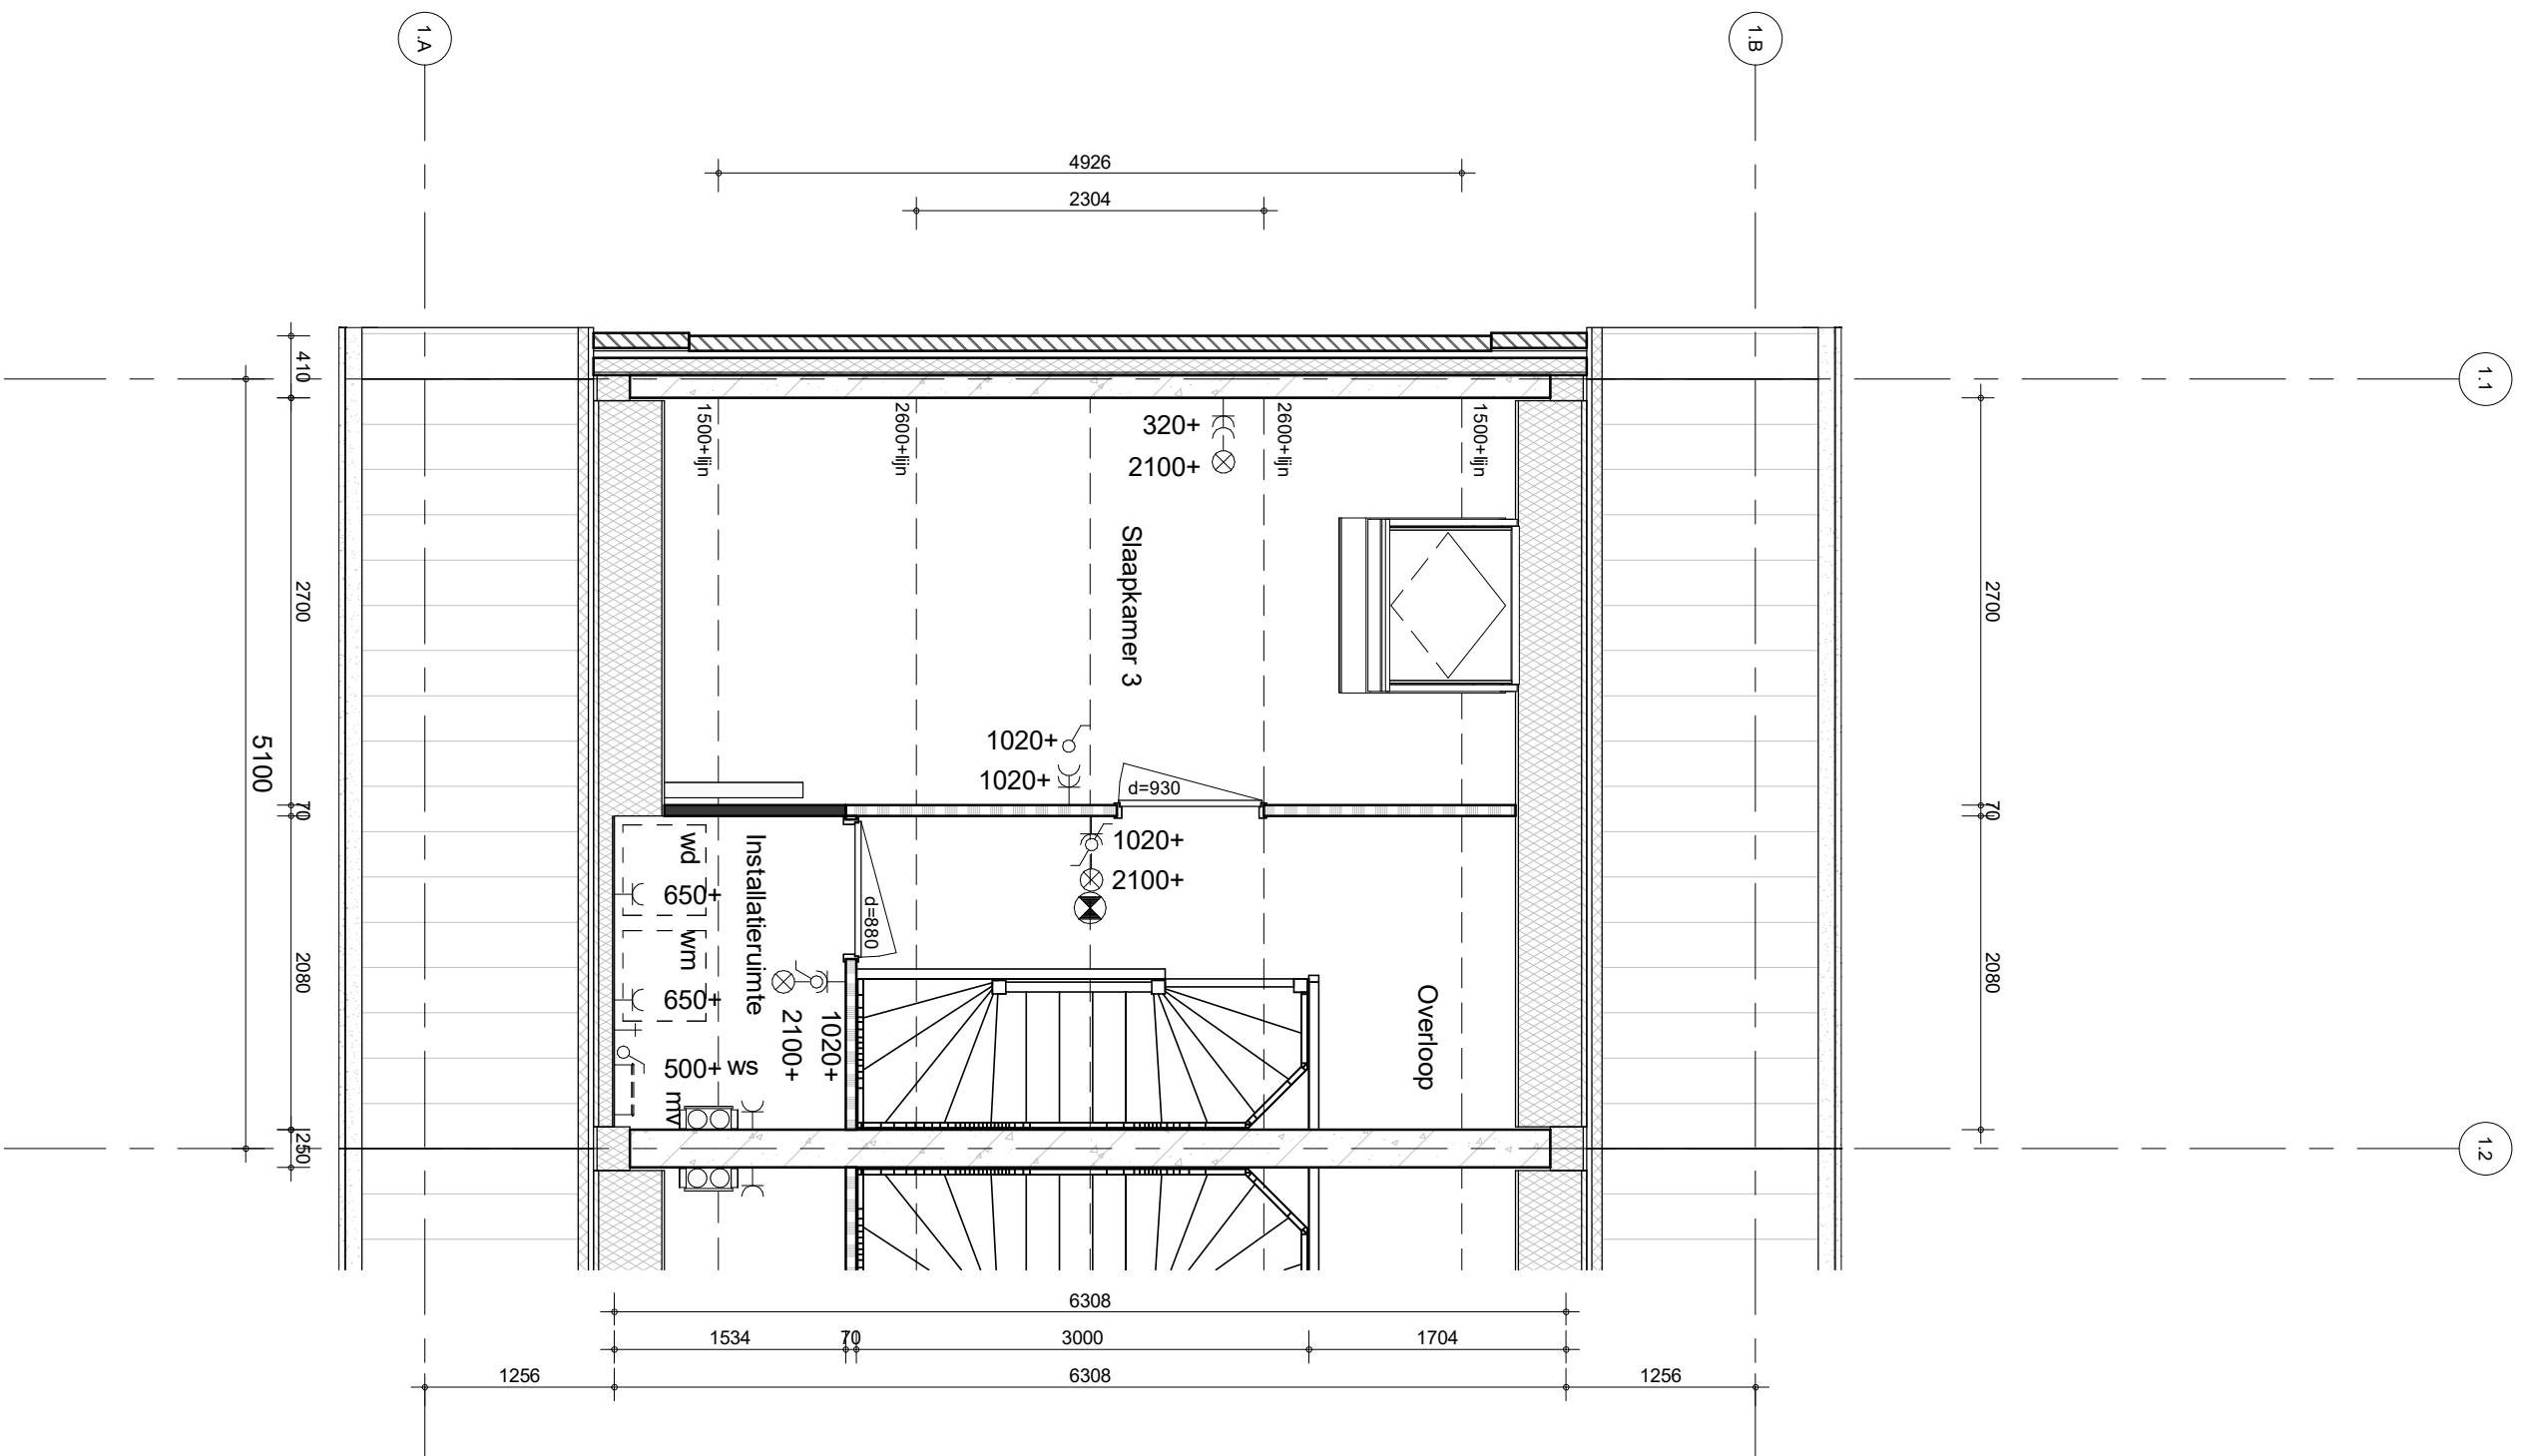 1.A
1.B
4926
2304
1.1
410
1500+lijn
2600+lijn
2600+lijn
1500+lijn
320+
2100+
Slaapkamer 3
2700
2700
5100
1020+
1020+
d=930
70
70
wd
650+
Installatieruimte
d=880
1020+
2100+
wm
650+
2080
2080
1020+
2100+
Overloop
500+ ws
mv
250
1.2
6308
1534
70
3000
1704
1256
6308
1256